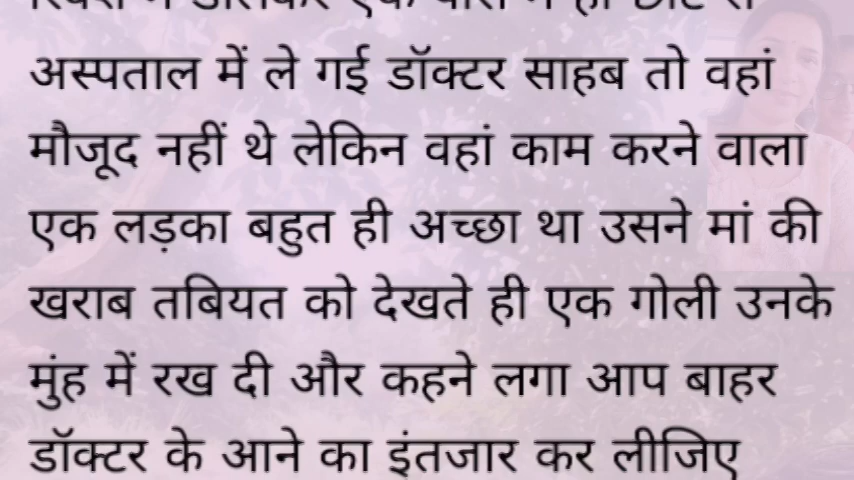 अस्पताल में ले गई डॉक्टर साहब तो वहां
मौजूद नहीं थे लेकिन वहां काम करने वाला
एक लड़का बहुत ही अच्छा था उसने मां की
खराब तबियत को देखते ही एक गोली उनके
मुंह में रख दी और कहने लगा आप बाहर
डॉक्टर के आने का इंतजार कर लीजिए